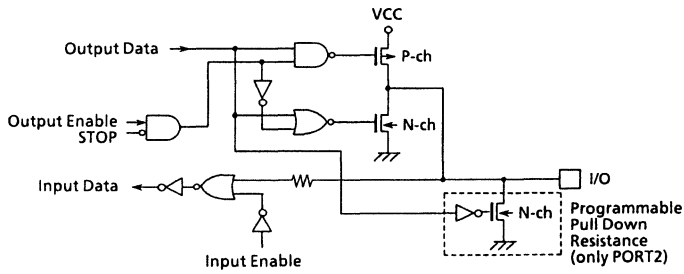 VCC
Output Data
P-ch
Output Enable
STOP
N-ch
Input Data
I/O
N-ch
Programmable
Pull Down
Resistance
(only PORT2)
Input Enable